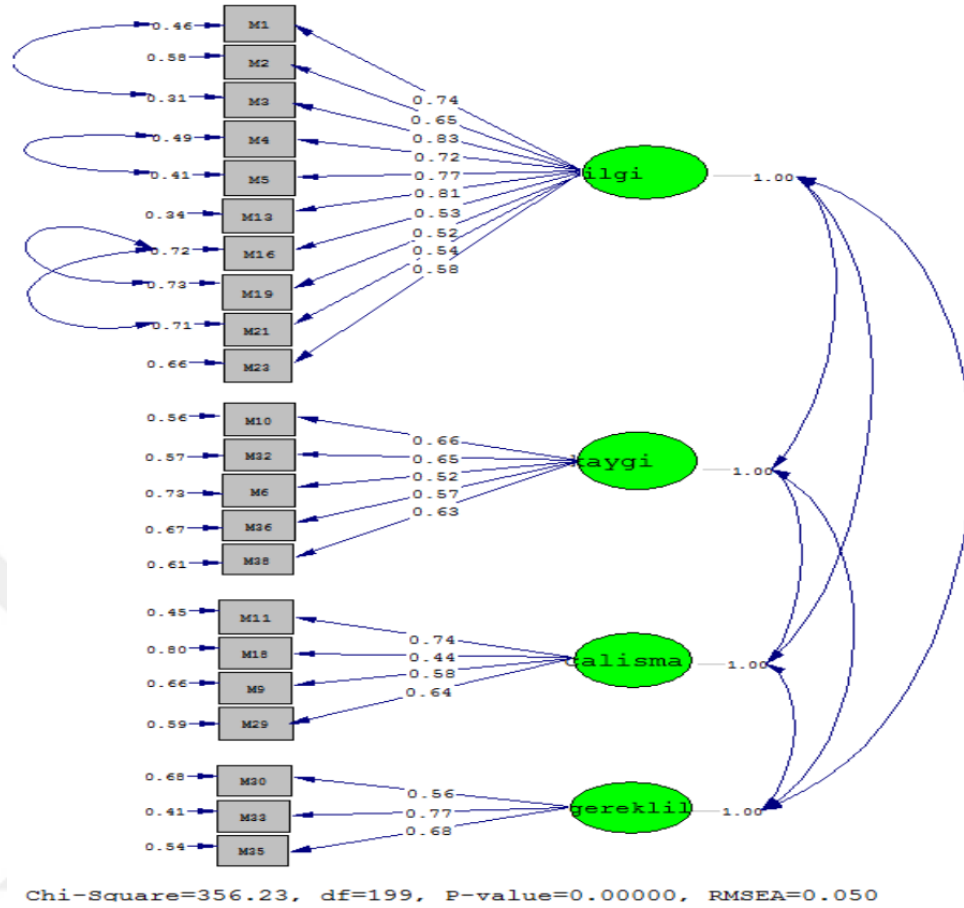 0.46 M1
0.58 M2
0.31 M3
0.49 M4
0.41 M5
0.34 M13
0.72 M16
0.73 M19
0.71 M21
0.66 M23
0.74
0.65
0.83
0.72
0.77
0.81
0.53
0.52
0.54
0.58
ilgi 1.00
0.56 M10
0.57 M32
0.73 M6
0.67 M36
0.61 M38
0.66
0.65
0.52
0.57
0.63
kaygi 1.00
0.45 M11
0.80 M18
0.66 M9
0.59 M29
0.74
0.44
0.58
0.64
calisma 1.00
0.68 M30
0.41 M33
0.54 M35
0.56
0.77
0.68
gereklil 1.00
Chi-Square=356.23, df=199, P-value=0.00000, RMSEA=0.050